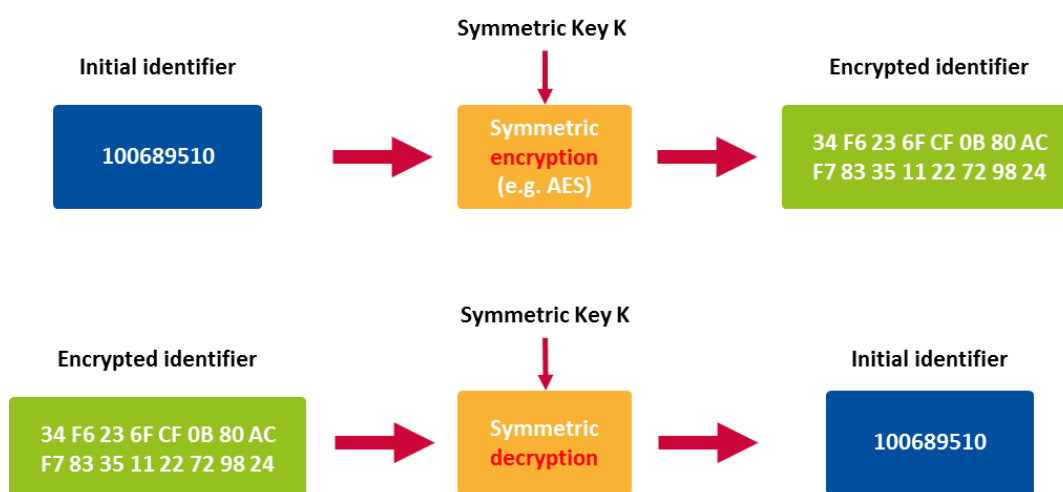 Symmetric Key K
Initial identifier
Encrypted identifier
100689510
Symmetric
encryption
(e.g. AES)
34 F6 23 6F CF 0B 80 AC
F7 83 35 11 22 72 98 24
Symmetric Key K
Encrypted identifier
Initial identifier
34 F6 23 6F CF 0B 80 AC
F7 83 35 11 22 72 98 24
Symmetric
decryption
100689510